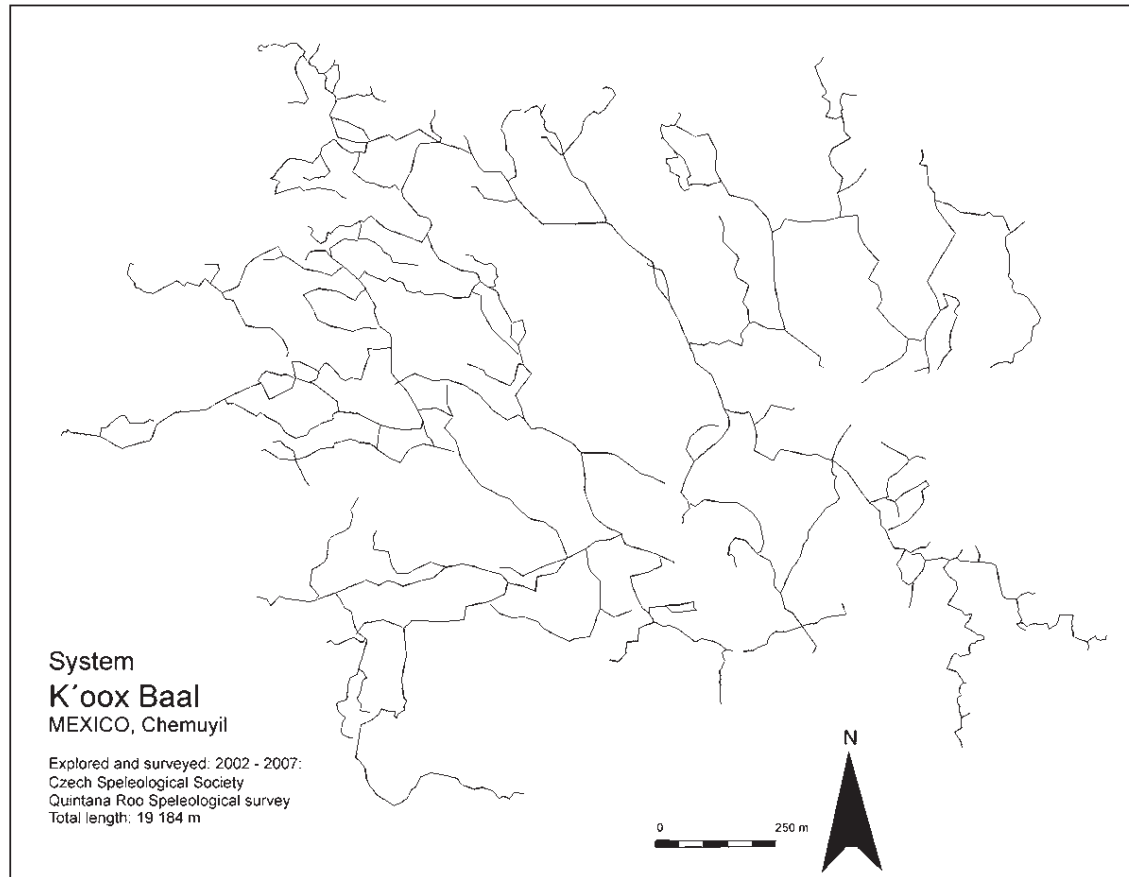 System
K´oox Baal
MEXICO, Chemuyil
Explored and surveyed: 2002 - 2007:
Czech Speleological Society
Quintana Roo Speleological survey
Total length: 19 184 m
0 250 m
N